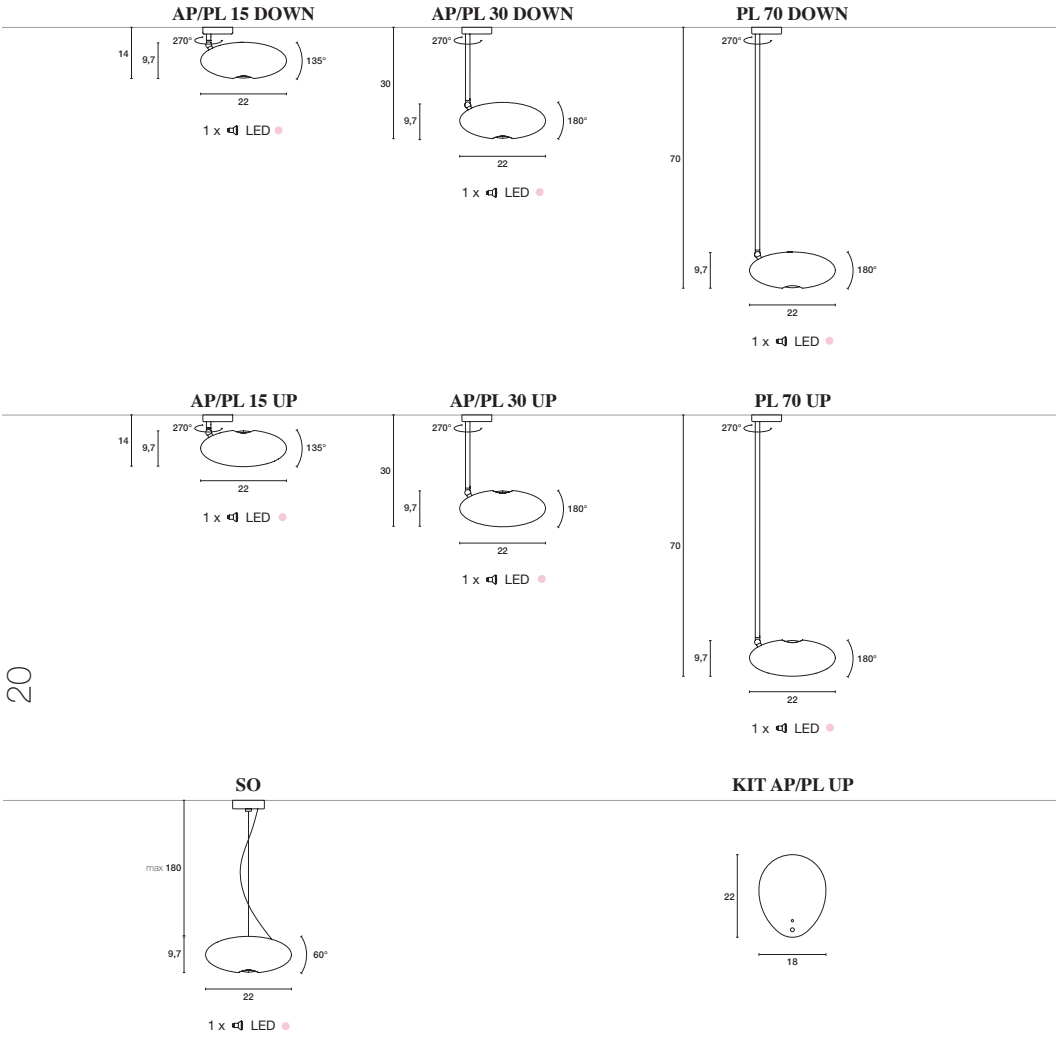 AP/PL 15 DOWN
AP/PL 30 DOWN
PL 70 DOWN
270°
14
9,7
135°
22
1 x LED
270°
30
9,7
180°
22
1 x LED
270°
70
9,7
180°
22
1 x LED
AP/PL 15 UP
AP/PL 30 UP
PL 70 UP
270°
14
9,7
135°
22
1 x LED
270°
30
9,7
180°
22
1 x LED
270°
70
9,7
180°
22
1 x LED
20
SO
KIT AP/PL UP
max 180
9,7
60°
22
1 x LED
22
18